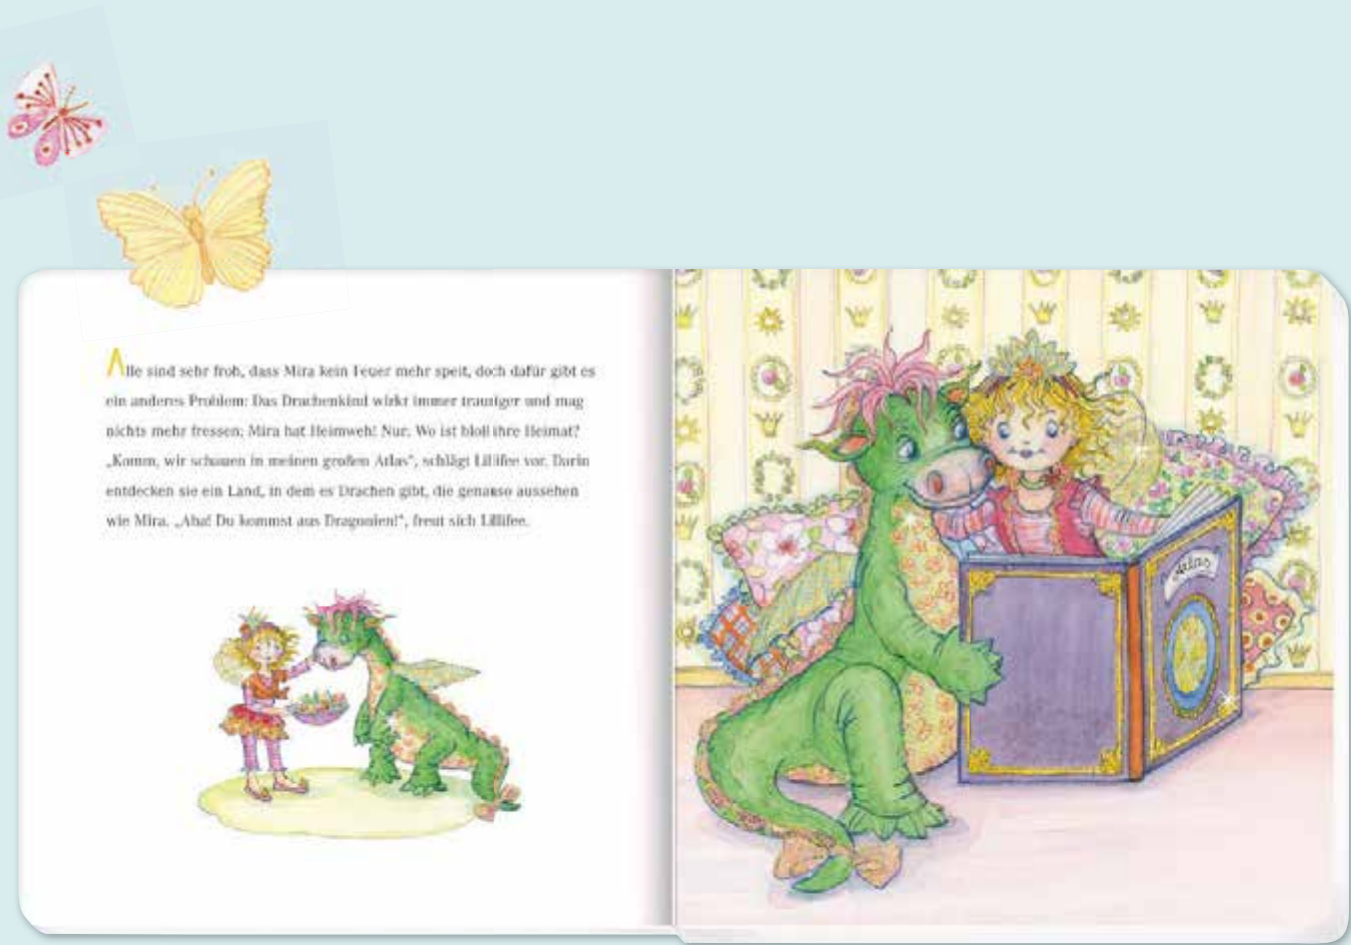 Alle sind sehr froh, dass Mira kein Feuer mehr speit, doch dafür gibt es
ein anderes Problem: Das Drachenkind wirkt immer trauriger und mag
nichts mehr fressen. Mira hat Heimweh! Nur: Wo ist bloß ihre Heimat?
„Komm, wir schauen in meinen großen Atlas“, schlägt Lillifee vor. Darin
entdecken sie ein Land, in dem es Drachen gibt, die genauso aussehen
wie Mira. „Aha! Du kommst aus Dragonien!“, freut sich Lillifee.
Atlas